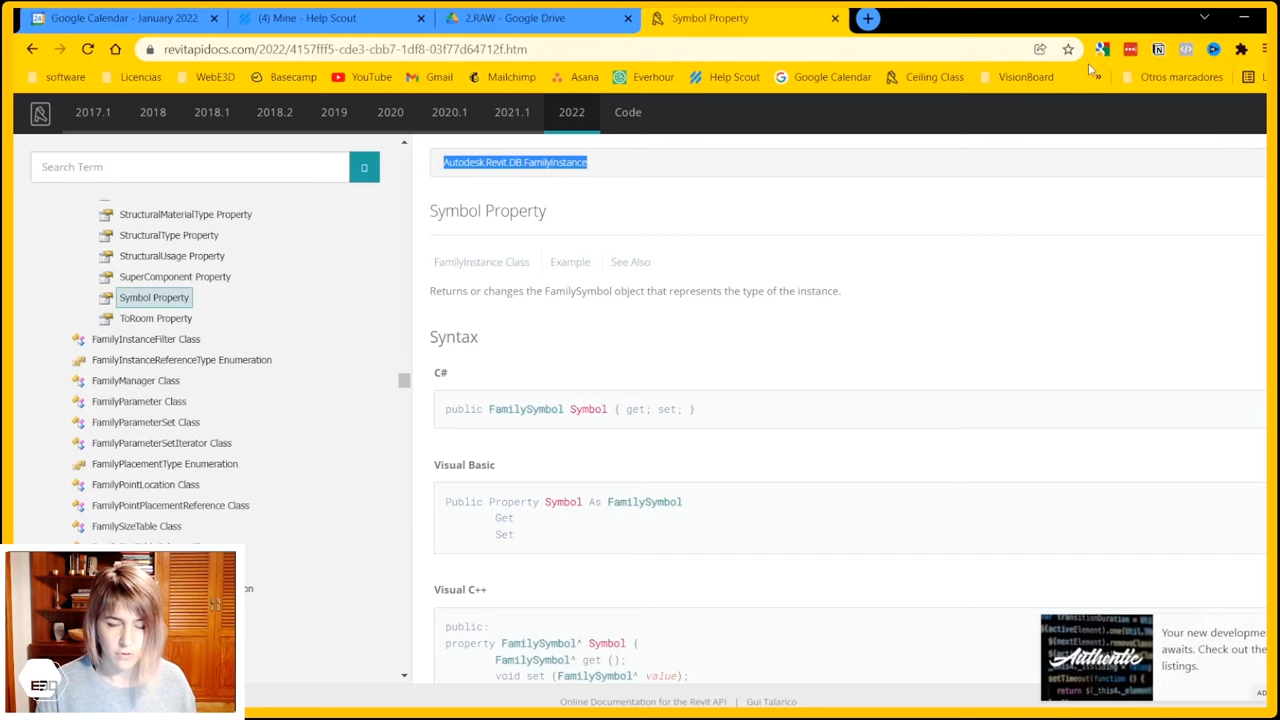 Google Calendar - January 2022
(4) Mine - Help Scout
2.RAW - Google Drive
Symbol Property
revitapidocs.com/2022/4157fff5-cde3-cbb7-1df8-03f77d64712f.htm
software
Licencias
WebE3D
Basecamp
YouTube
Gmail
Mailchimp
Asana
Everhour
Help Scout
Google Calendar
Ceiling Class
VisionBoard
»
Otros marcadores
2017.1
2018
2018.1
2018.2
2019
2020
2020.1
2021.1
2022
Code
Search Term
StructuralMaterialType Property
StructuralType Property
StructuralUsage Property
SuperComponent Property
Symbol Property
ToRoom Property
FamilyInstanceFilter Class
FamilyInstanceReferenceType Enumeration
FamilyManager Class
FamilyParameter Class
FamilyParameterSet Class
FamilyParameterSetIterator Class
FamilyPlacementType Enumeration
FamilyPointLocation Class
FamilyPointPlacementReference Class
FamilySizeTable Class
on
E3D
Autodesk.Revit.DB.FamilyInstance
Symbol Property
FamilyInstance Class
Example
See Also
Returns or changes the FamilySymbol object that represents the type of the instance.
Syntax
C#
public FamilySymbol Symbol { get; set; }
Visual Basic
Public Property Symbol As FamilySymbol
Get
Set
Visual C++
public:
property FamilySymbol^ Symbol {
FamilySymbol^ get ();
void set (FamilySymbol^ value);
Authentic
Your new developme
awaits. Check out the
listings.
AD
Online Documentation for the Revit API | Gui Talarico